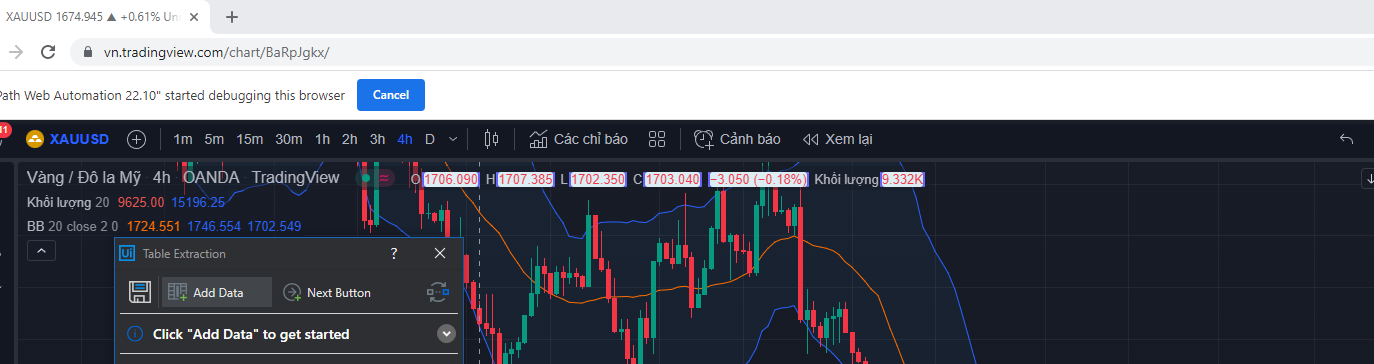 XAUUSD 1674.945 ▲ +0.61% Un
vn.tradingview.com/chart/BaRpJgkx/
Path Web Automation 22.10" started debugging this browser Cancel
11 XAUUSD 1m 5m 15m 30m 1h 2h 3h 4h D Các chỉ báo Cảnh báo Xem lại
Vàng / Đô la Mỹ 4h OANDA TradingView O 1706.090 H 1707.385 L 1702.350 C 1703.040 −3.050 (−0.18%) Khối lượng 9.332K
Khối lượng 20 9625.00 15196.25
BB 20 close 2 0 1724.551 1746.554 1702.549
Ui Table Extraction ?
Add Data Next Button
Click "Add Data" to get started